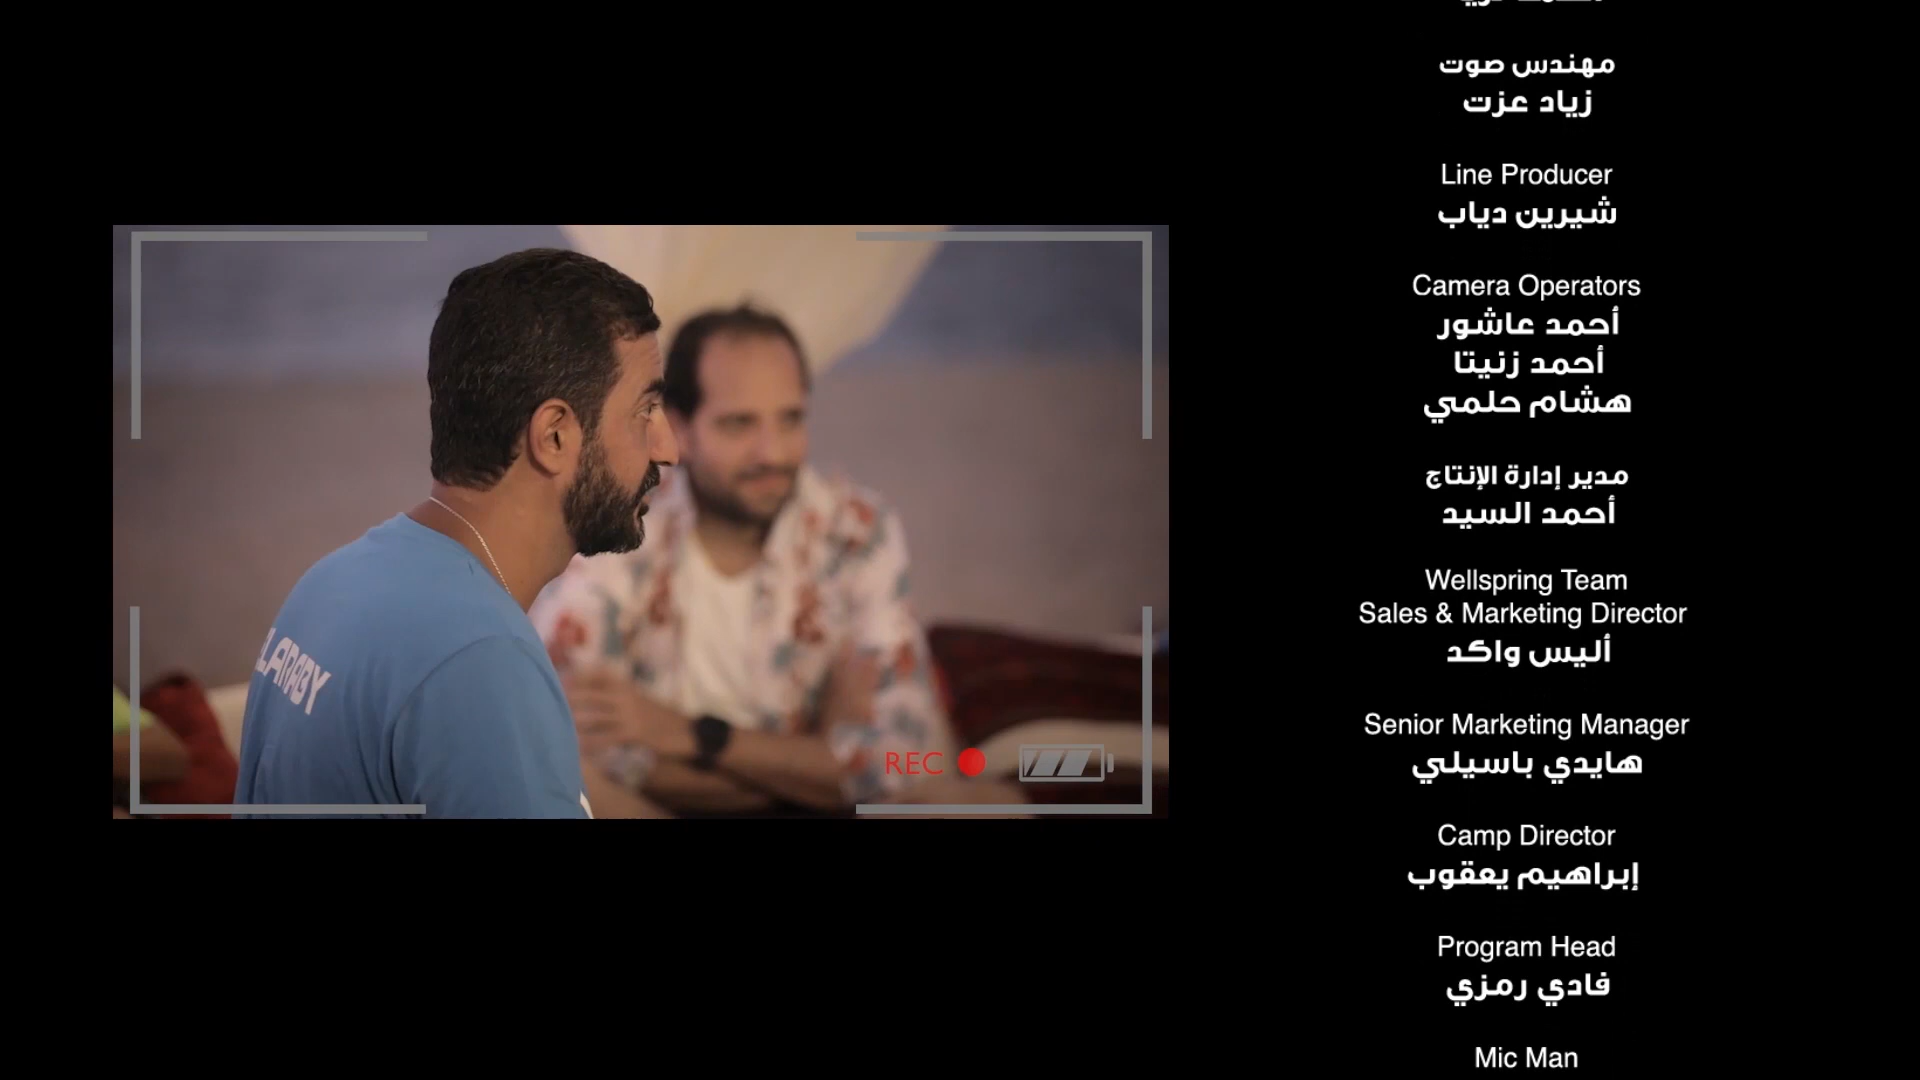 مهندس صوت
زياد عزت
Line Producer
شيرين دياب
Camera Operators
أحمد عاشور
أحمد زنيتا
هشام حلمي
مدير إدارة الإنتاج
أحمد السيد
Wellspring Team
Sales & Marketing Director
أليس واكد
Senior Marketing Manager
هايدي باسيلي
Camp Director
إبراهيم يعقوب
Program Head
فادي رمزي
Mic Man
LARABY
REC